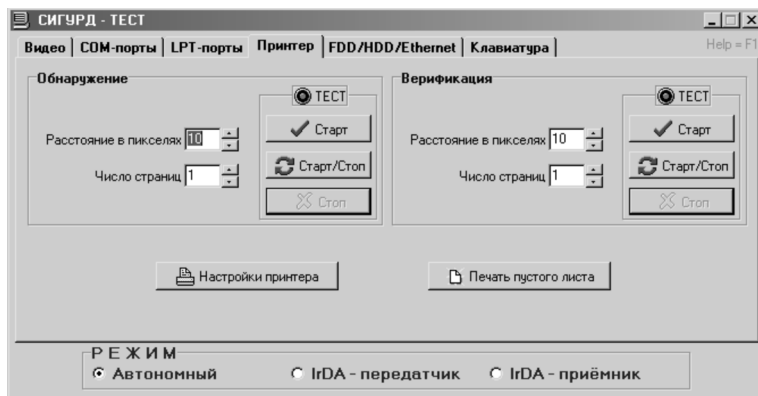 СИГУРД - ТЕСТ
Видео COM-порты LPT-порты Принтер FDD/HDD/Ethernet Клавиатура Help = F1
Обнаружение
ТЕСТ
Расстояние в пикселях 10
Старт
Число страниц 1
Старт/Стоп
Стоп
Верификация
ТЕСТ
Расстояние в пикселях 10
Старт
Число страниц 1
Старт/Стоп
Стоп
Настройки принтера
Печать пустого листа
РЕЖИМ
Автономный IrDA - передатчик IrDA - приёмник